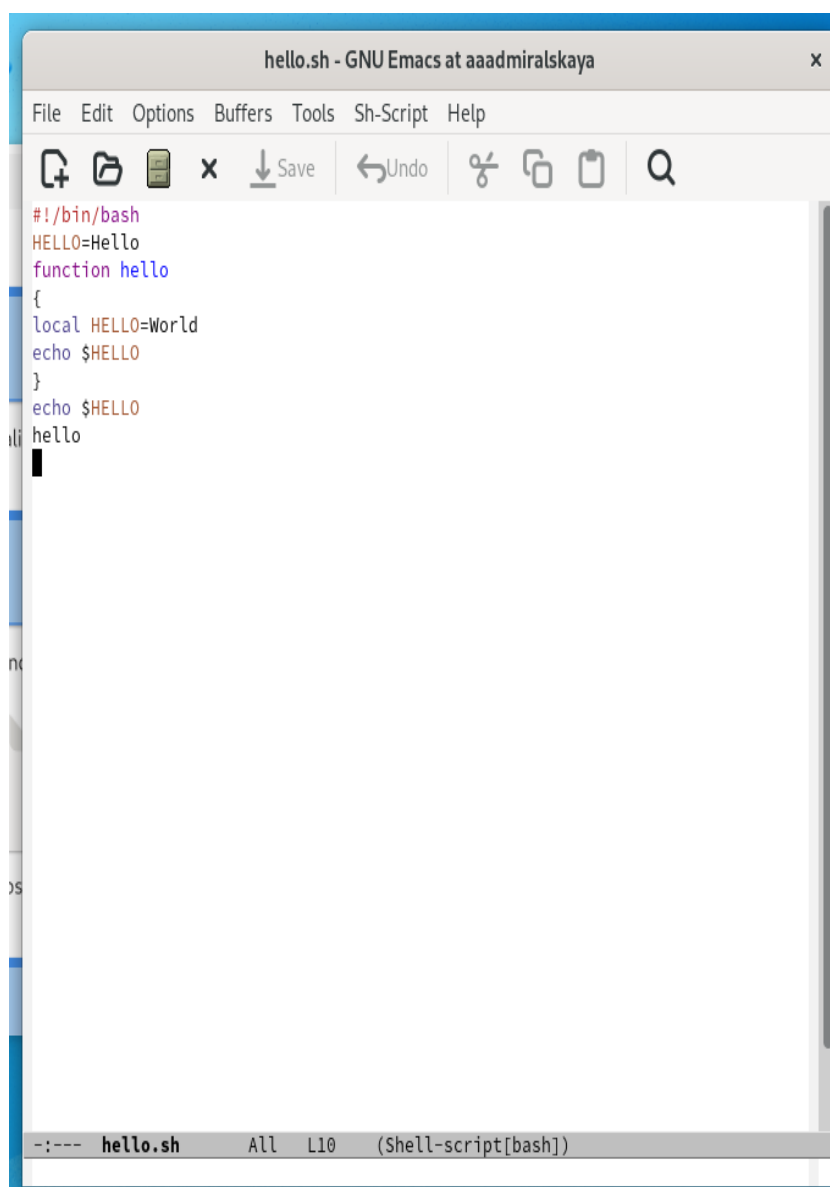 hello.sh - GNU Emacs at aaadmiralskaya
File Edit Options Buffers Tools Sh-Script Help
Save Undo
#!/bin/bash
HELLO=Hello
function hello
{
local HELLO=World
echo $HELLO
}
echo $HELLO
hello
-:--- hello.sh All L10 (Shell-script[bash])